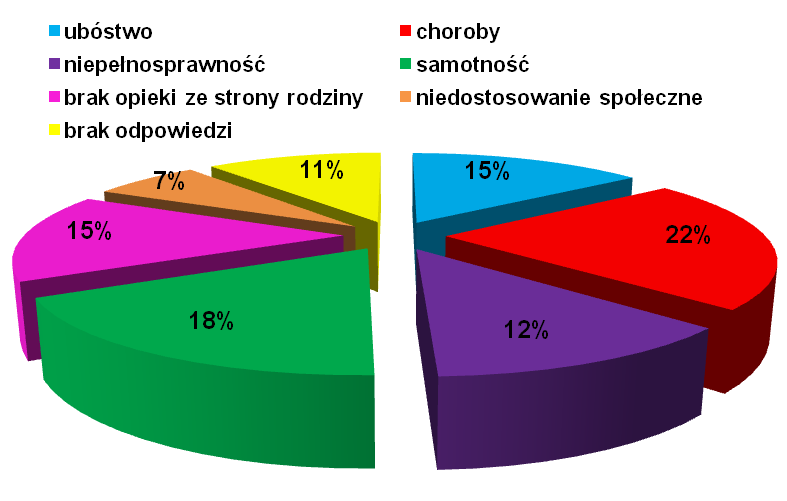 ubóstwo
choroby
niepełnosprawność
samotność
brak opieki ze strony rodziny
niedostosowanie społeczne
brak odpowiedzi
11%
15%
7%
15%
22%
18%
12%